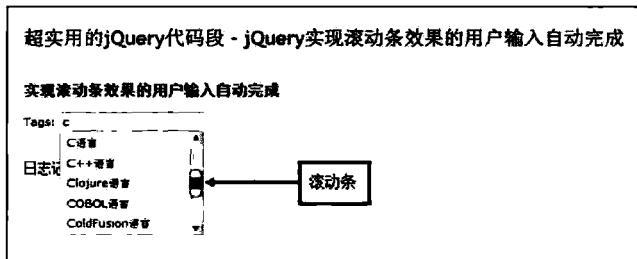 超实用的jQuery代码段 - jQuery实现滚动条效果的用户输入自动完成
实现滚动条效果的用户输入自动完成
Tags: c
C语言
C++语言
日志记
Clojure语言
滚动条
COBOL语言
ColdFusion语言